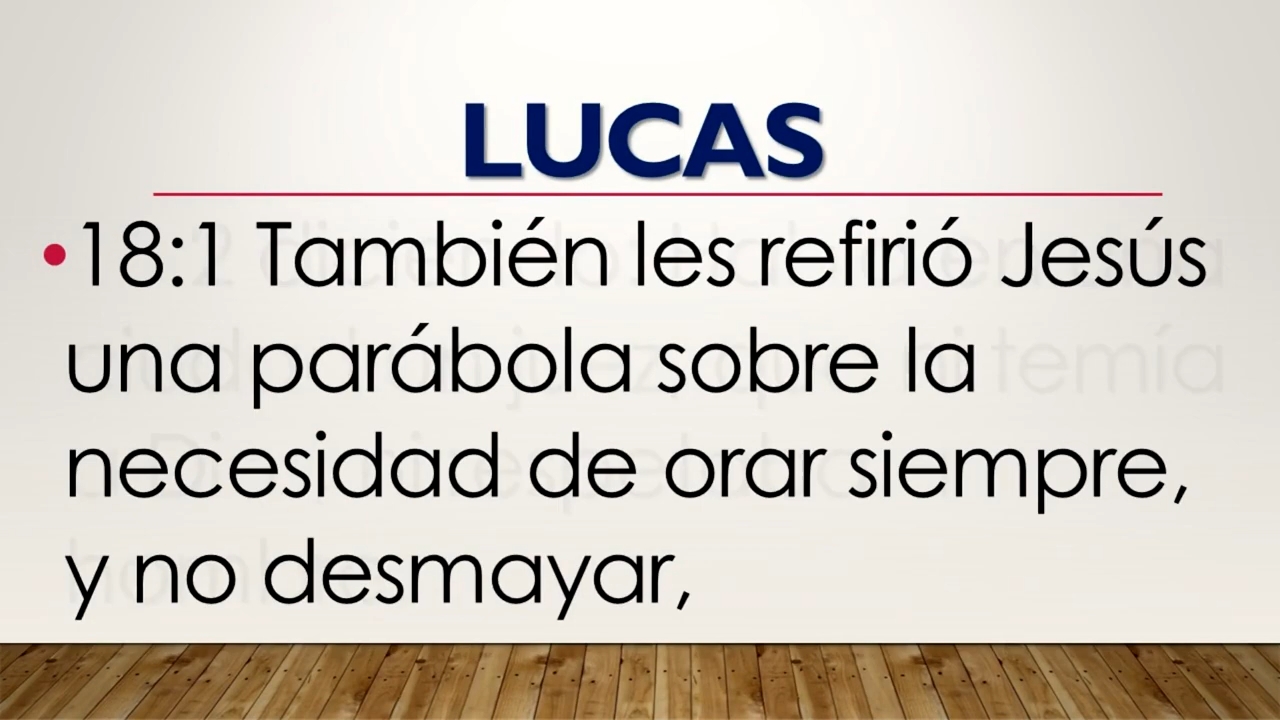 LUCAS
•18:1 También les refirió Jesús
una parábola sobre la
necesidad de orar siempre,
y no desmayar,